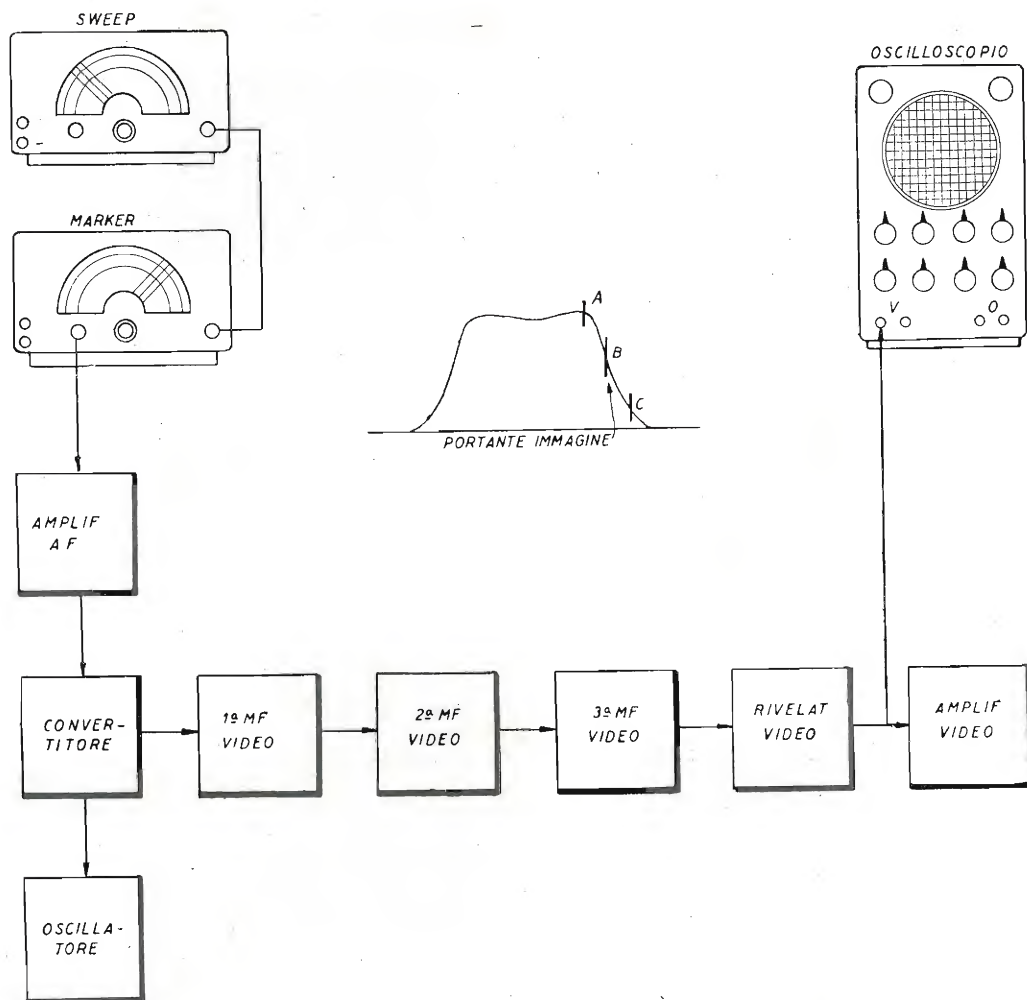 SWEEP
OSCILLOSCOPIO
MARKER
A
B
C
PORTANTE IMMAGINE
V
O
AMPLIF
AF
CONVER-
TITORE
1ª MF
VIDEO
2ª MF
VIDEO
3ª MF
VIDEO
RIVELAT
VIDEO
AMPLIF
VIDEO
OSCILLA-
TORE